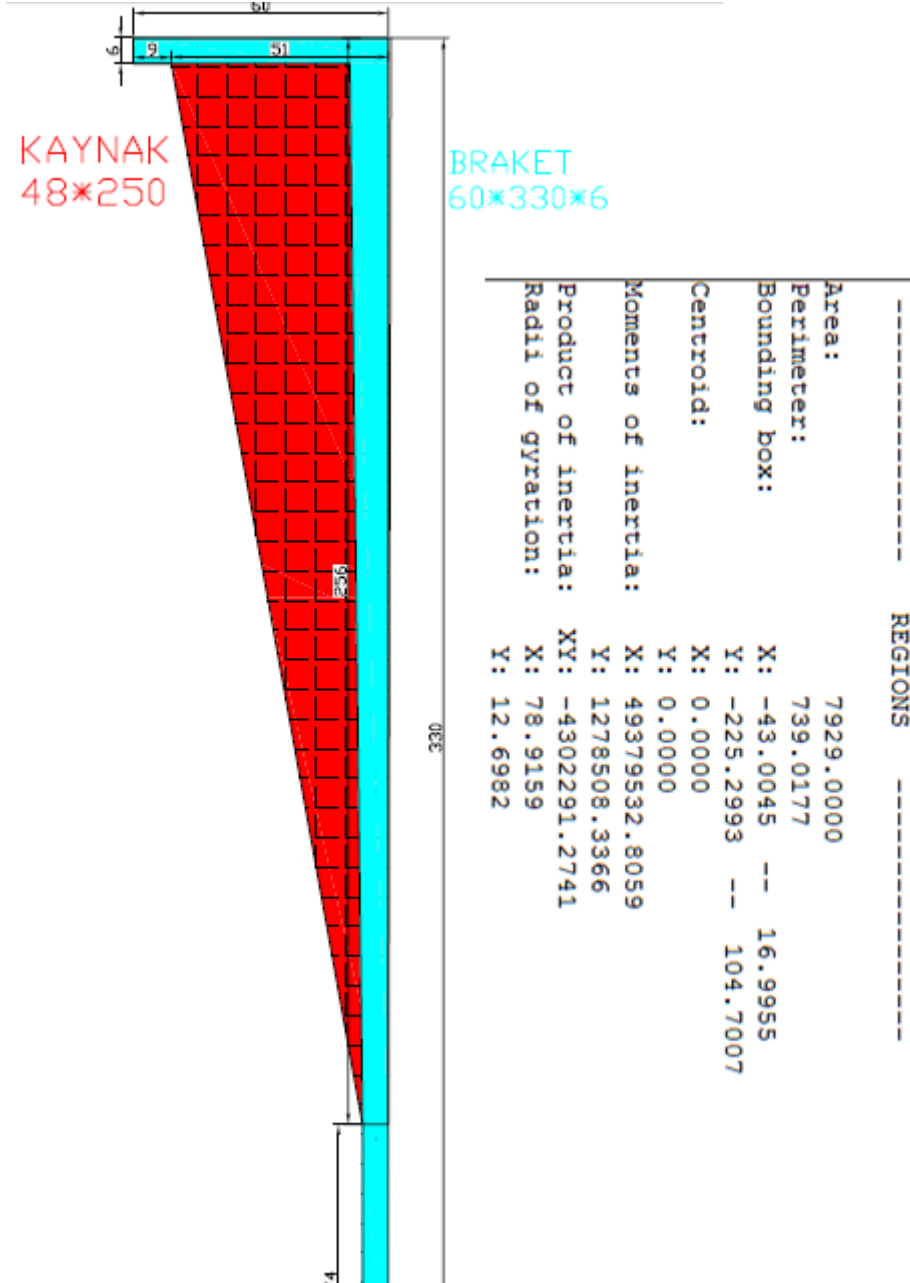 60
6
9
51
KAYNAK
48*250
BRAKET
60*330*6
256
330
---------------- REGIONS ----------------
Area: 7929.0000
Perimeter: 739.0177
Bounding box: X: -43.0045 -- 16.9955
Y: -225.2993 -- 104.7007
Centroid: X: 0.0000
Y: 0.0000
Moments of inertia: X: 49379532.8059
Y: 1278508.3366
Product of inertia: XY: -4302291.2741
Radii of gyration: X: 78.9159
Y: 12.6982